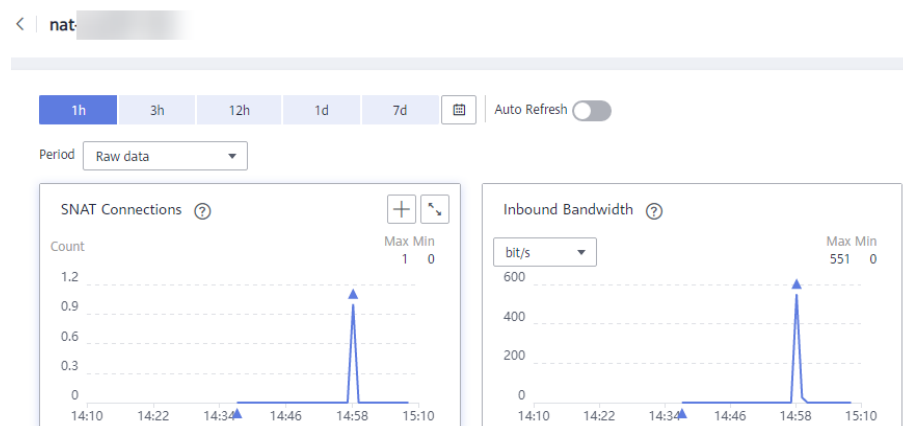 nat-
1h 3h 12h 1d 7d Auto Refresh
Period Raw data
SNAT Connections ?
Count
Max Min
1 0
1.2
0.9
0.6
0.3
0
14:10 14:22 14:34 14:46 14:58 15:10
Inbound Bandwidth ?
bit/s
Max Min
551 0
600
400
200
0
14:10 14:22 14:34 14:46 14:58 15:10